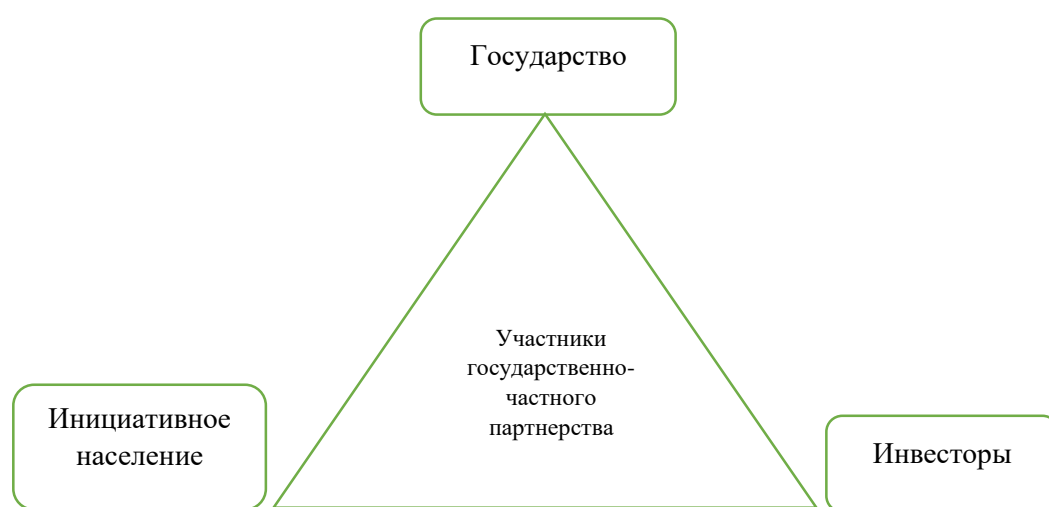 Государство
Участники
государственно-
частного
партнерства
Инициативное
население
Инвесторы